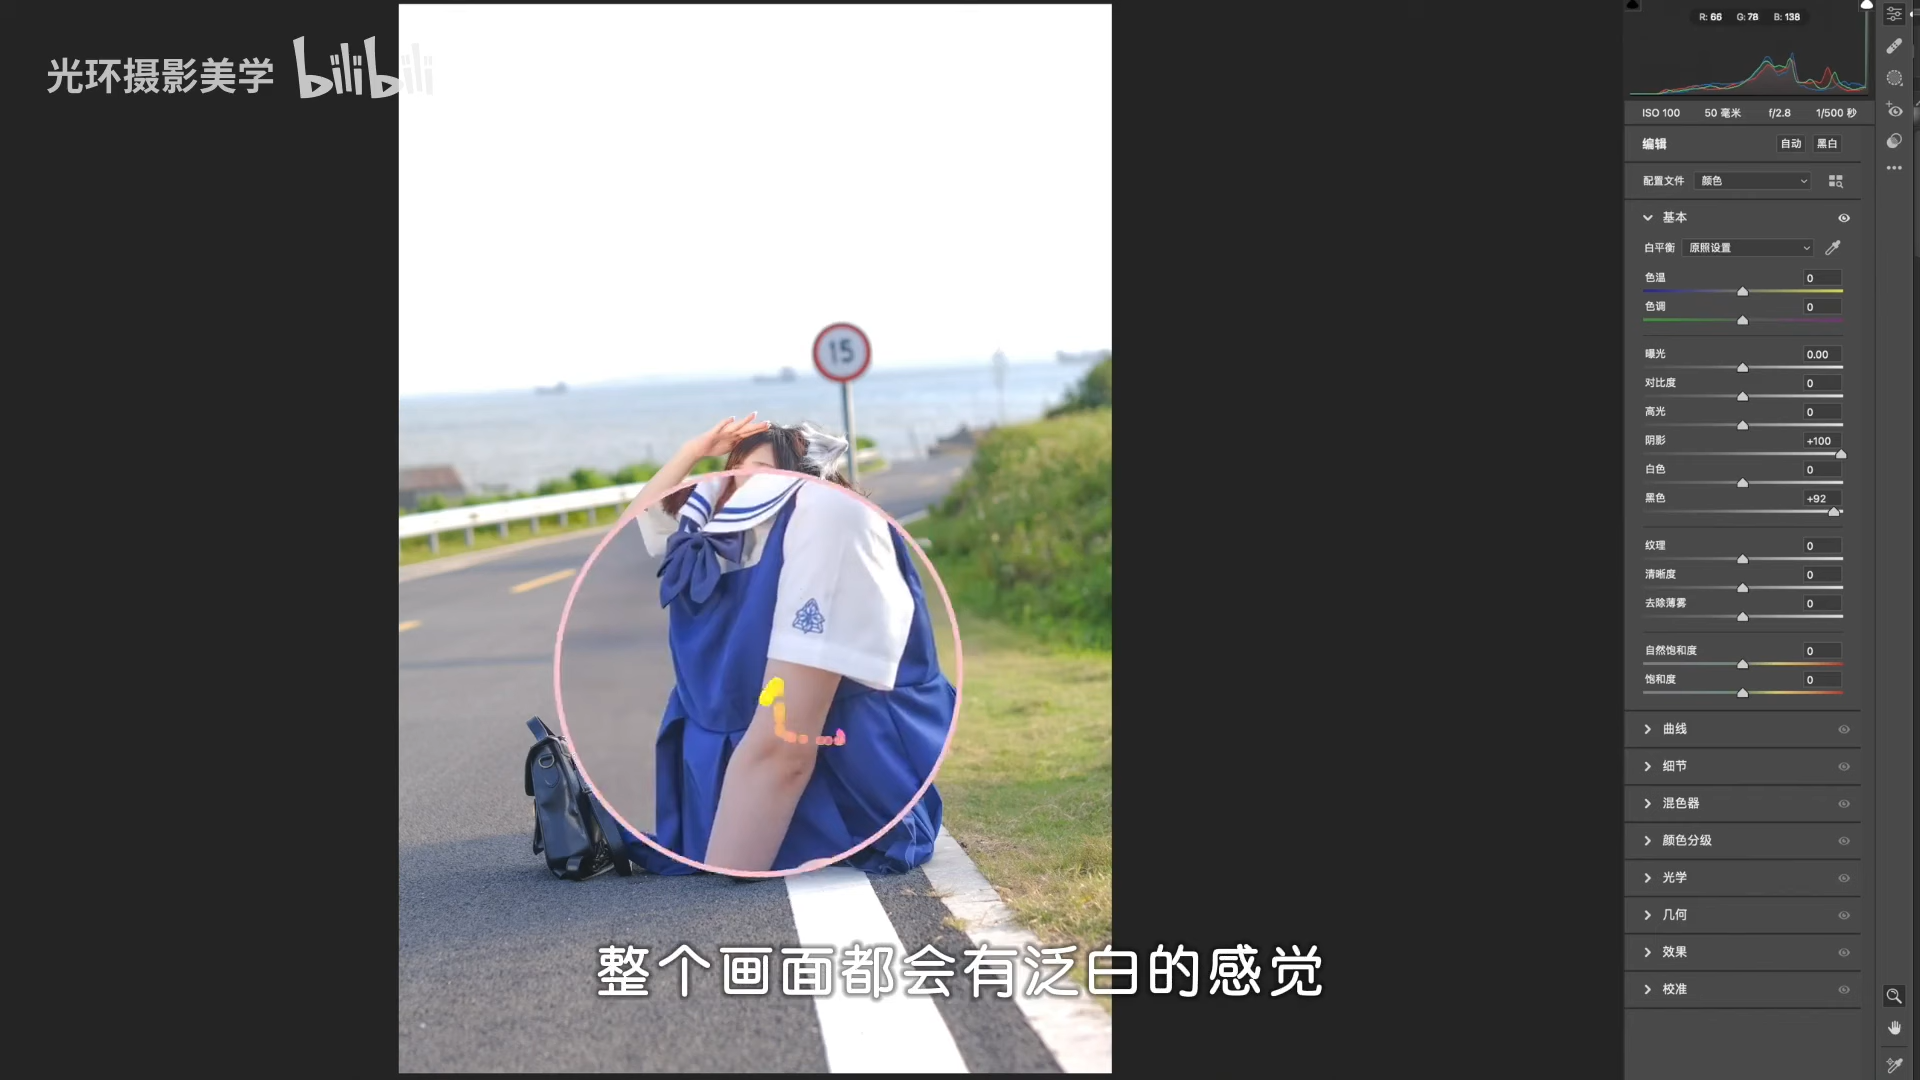 光环摄影美学 bilibili
R: 66 G: 78 B: 138
ISO 100 50 毫米 f/2.8 1/500 秒
编辑 自动 黑白
配置文件 颜色
基本
白平衡 原照设置
色温 0
色调 0
曝光 0.00
对比度 0
高光 0
阴影 +100
白色 0
黑色 +92
纹理 0
清晰度 0
去除薄雾 0
自然饱和度 0
饱和度 0
曲线
细节
混色器
颜色分级
光学
几何
效果
校准
15
整个画面都会有泛白的感觉